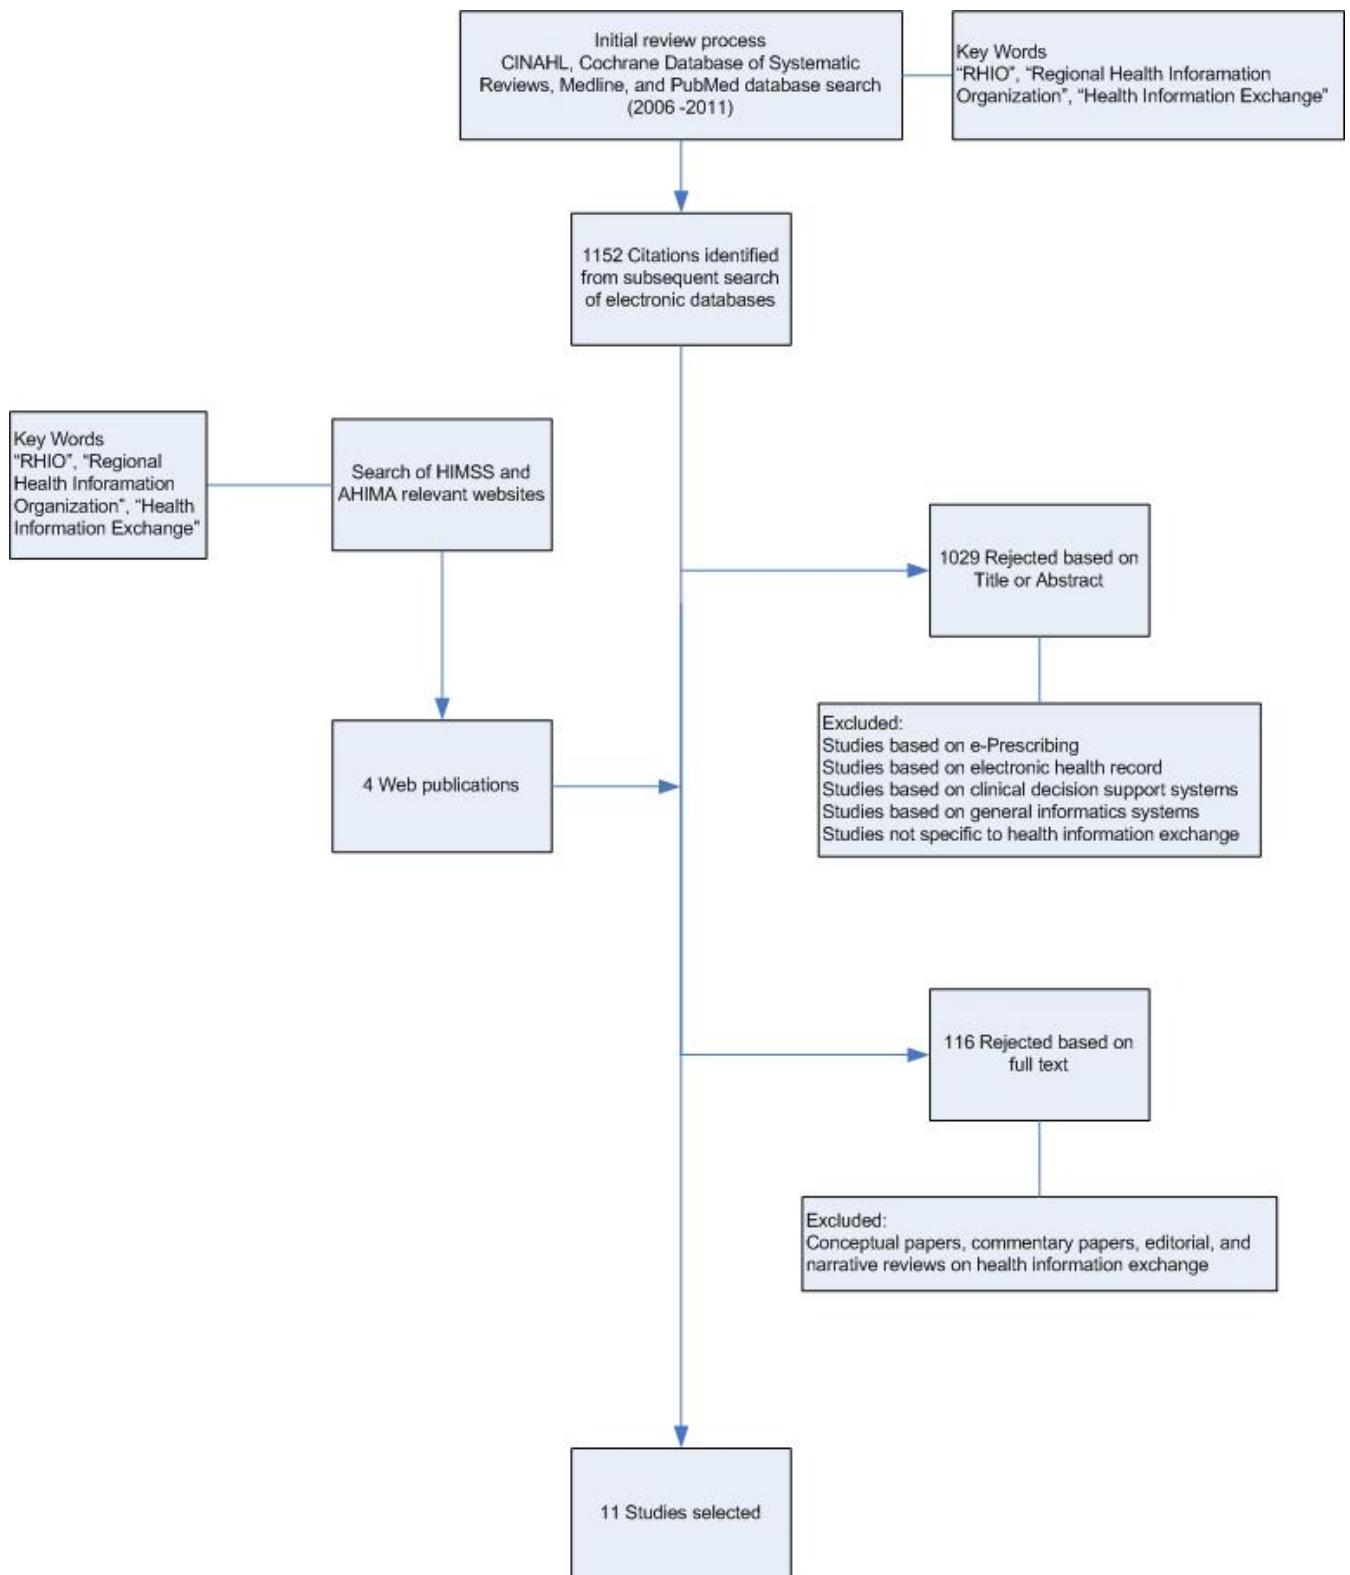 Initial review process
CINAHL, Cochrane Database of Systematic
Reviews, Medline, and PubMed database search
(2006 -2011)
Key Words
“RHIO”, “Regional Health Inforamation
Organization”, “Health Information Exchange”
1152 Citations identified
from subsequent search
of electronic databases
Key Words
“RHIO”, “Regional
Health Inforamation
Organization”, “Health
Information Exchange”
Search of HIMSS and
AHIMA relevant websites
1029 Rejected based on
Title or Abstract
4 Web publications
Excluded:
Studies based on e-Prescribing
Studies based on electronic health record
Studies based on clinical decision support systems
Studies based on general informatics systems
Studies not specific to health information exchange
116 Rejected based on
full text
Excluded:
Conceptual papers, commentary papers, editorial, and
narrative reviews on health information exchange
11 Studies selected